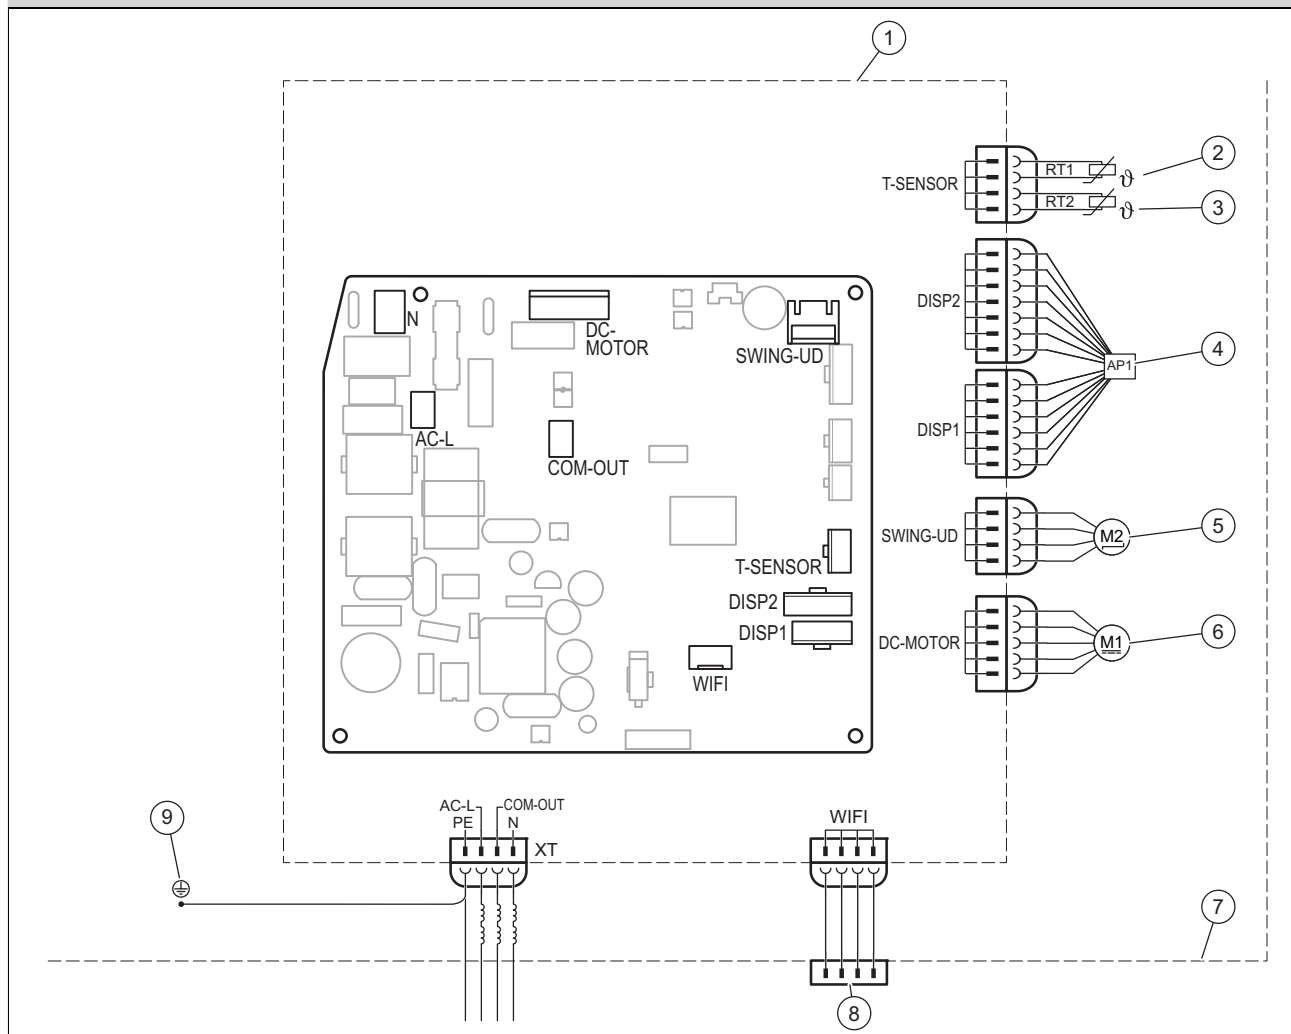 1
2
T-SENSOR
RT1
ϑ
RT2
ϑ
3
DISP2
N
DC-
MOTOR
SWING-UD
4
AP1
AC-L
DISP1
COM-OUT
5
SWING-UD
M2
T-SENSOR
DISP2
DISP1
6
DC-MOTOR
M1
WIFI
AC-L
COM-OUT
PE
N
WIFI
9
XT
7
8